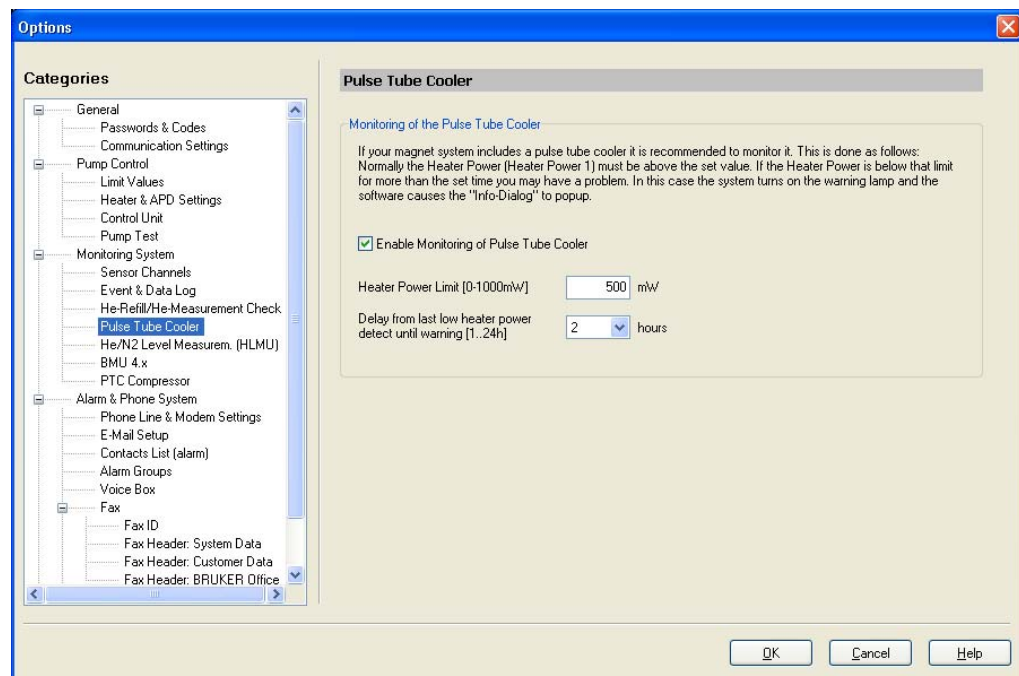 Options
Categories
General
Passwords & Codes
Communication Settings
Pump Control
Limit Values
Heater & APD Settings
Control Unit
Pump Test
Monitoring System
Sensor Channels
Event & Data Log
He-Refill/He-Measurement Check
Pulse Tube Cooler
He/N2 Level Measurem. (HLMU)
BMU 4.x
PTC Compressor
Alarm & Phone System
Phone Line & Modem Settings
E-Mail Setup
Contacts List (alarm)
Alarm Groups
Voice Box
Fax
Fax ID
Fax Header: System Data
Fax Header: Customer Data
Fax Header: BRUKER Office
Pulse Tube Cooler
Monitoring of the Pulse Tube Cooler
If your magnet system includes a pulse tube cooler it is recommended to monitor it. This is done as follows:
Normally the Heater Power (Heater Power 1) must be above the set value. If the Heater Power is below that limit
for more than the set time you may have a problem. In this case the system turns on the warning lamp and the
software causes the "Info-Dialog" to popup.
Enable Monitoring of Pulse Tube Cooler
Heater Power Limit [0-1000mW] 500 mW
Delay from last low heater power
detect until warning [1..24h] 2 hours
OK Cancel Help